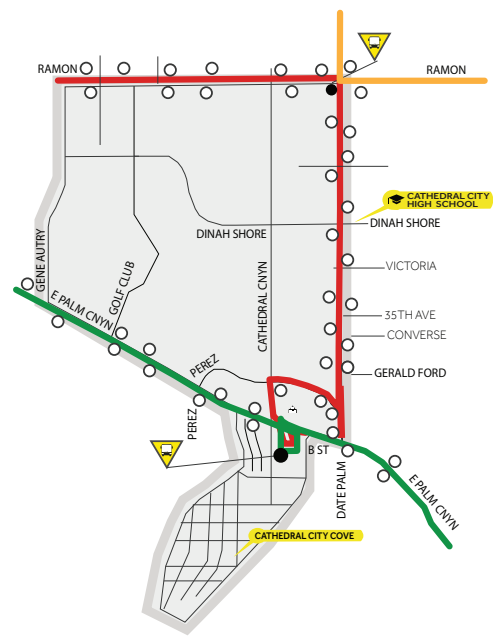 RAMON
RAMON
CATHEDRAL CITY
HIGH SCHOOL
DINAH SHORE
DINAH SHORE
GENE AUTRY
VICTORIA
GOLF CLUB
CATHEDRAL CNYN
E PALM CNYN
35TH AVE
CONVERSE
PEREZ
GERALD FORD
PEREZ
B ST
DATE PALM
E PALM CNYN
CATHEDRAL CITY COVE